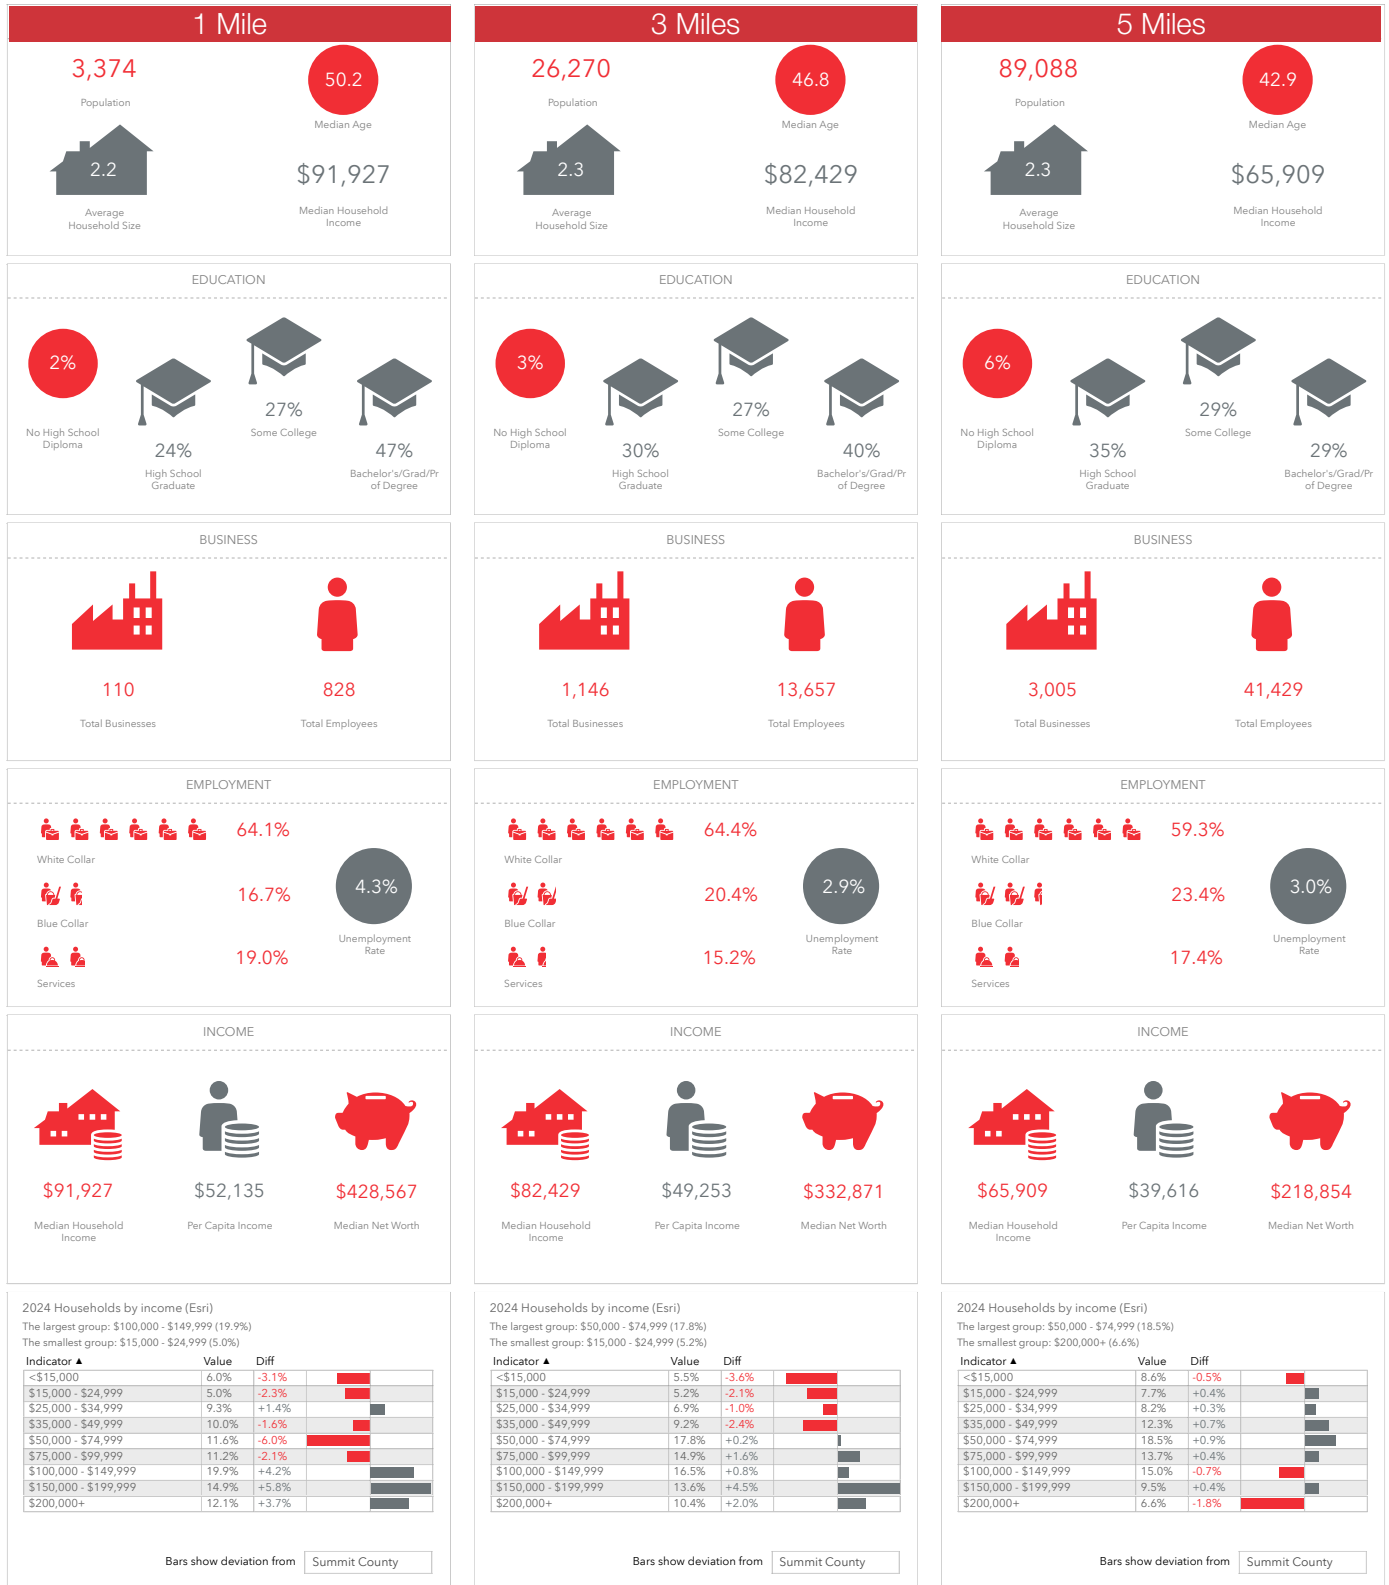 1 Mile
3,374
Population
50.2
Median Age
2.2
Average
Household Size
$91,927
Median Household
Income
EDUCATION
2%
No High School
Diploma
24%
High School
Graduate
27%
Some College
47%
Bachelor's/Grad/Pr
of Degree
BUSINESS
110
Total Businesses
828
Total Employees
EMPLOYMENT
64.1%
White Collar
16.7%
Blue Collar
19.0%
Services
4.3%
Unemployment
Rate
INCOME
$91,927
Median Household
Income
$52,135
Per Capita Income
$428,567
Median Net Worth
2024 Households by income (Esri)
The largest group: $100,000 - $149,999 (19.9%)
The smallest group: $15,000 - $24,999 (5.0%)
Indicator ▲ Value Diff
<$15,000 6.0% -3.1%
$15,000 - $24,999 5.0% -2.3%
$25,000 - $34,999 9.3% +1.4%
$35,000 - $49,999 10.0% -1.6%
$50,000 - $74,999 11.6% -6.0%
$75,000 - $99,999 11.2% -2.1%
$100,000 - $149,999 19.9% +4.2%
$150,000 - $199,999 14.9% +5.8%
$200,000+ 12.1% +3.7%
Bars show deviation from Summit County
3 Miles
26,270
Population
46.8
Median Age
2.3
Average
Household Size
$82,429
Median Household
Income
EDUCATION
3%
No High School
Diploma
30%
High School
Graduate
27%
Some College
40%
Bachelor's/Grad/Pr
of Degree
BUSINESS
1,146
Total Businesses
13,657
Total Employees
EMPLOYMENT
64.4%
White Collar
20.4%
Blue Collar
15.2%
Services
2.9%
Unemployment
Rate
INCOME
$82,429
Median Household
Income
$49,253
Per Capita Income
$332,871
Median Net Worth
2024 Households by income (Esri)
The largest group: $50,000 - $74,999 (17.8%)
The smallest group: $15,000 - $24,999 (5.2%)
Indicator ▲ Value Diff
<$15,000 5.5% -3.6%
$15,000 - $24,999 5.2% -2.1%
$25,000 - $34,999 6.9% -1.0%
$35,000 - $49,999 9.2% -2.4%
$50,000 - $74,999 17.8% +0.2%
$75,000 - $99,999 14.9% +1.6%
$100,000 - $149,999 16.5% +0.8%
$150,000 - $199,999 13.6% +4.5%
$200,000+ 10.4% +2.0%
Bars show deviation from Summit County
5 Miles
89,088
Population
42.9
Median Age
2.3
Average
Household Size
$65,909
Median Household
Income
EDUCATION
6%
No High School
Diploma
35%
High School
Graduate
29%
Some College
29%
Bachelor's/Grad/Pr
of Degree
BUSINESS
3,005
Total Businesses
41,429
Total Employees
EMPLOYMENT
59.3%
White Collar
23.4%
Blue Collar
17.4%
Services
3.0%
Unemployment
Rate
INCOME
$65,909
Median Household
Income
$39,616
Per Capita Income
$218,854
Median Net Worth
2024 Households by income (Esri)
The largest group: $50,000 - $74,999 (18.5%)
The smallest group: $200,000+ (6.6%)
Indicator ▲ Value Diff
<$15,000 8.6% -0.5%
$15,000 - $24,999 7.7% +0.4%
$25,000 - $34,999 8.2% +0.3%
$35,000 - $49,999 12.3% +0.7%
$50,000 - $74,999 18.5% +0.9%
$75,000 - $99,999 13.7% +0.4%
$100,000 - $149,999 15.0% -0.7%
$150,000 - $199,999 9.5% +0.4%
$200,000+ 6.6% -1.8%
Bars show deviation from Summit County